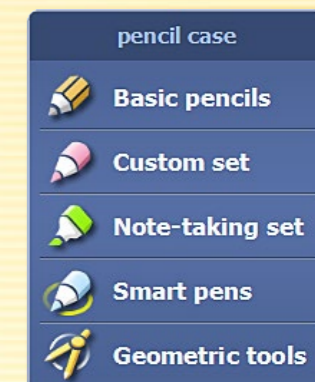 pencil case
Basic pencils
Custom set
Note-taking set
Smart pens
Geometric tools